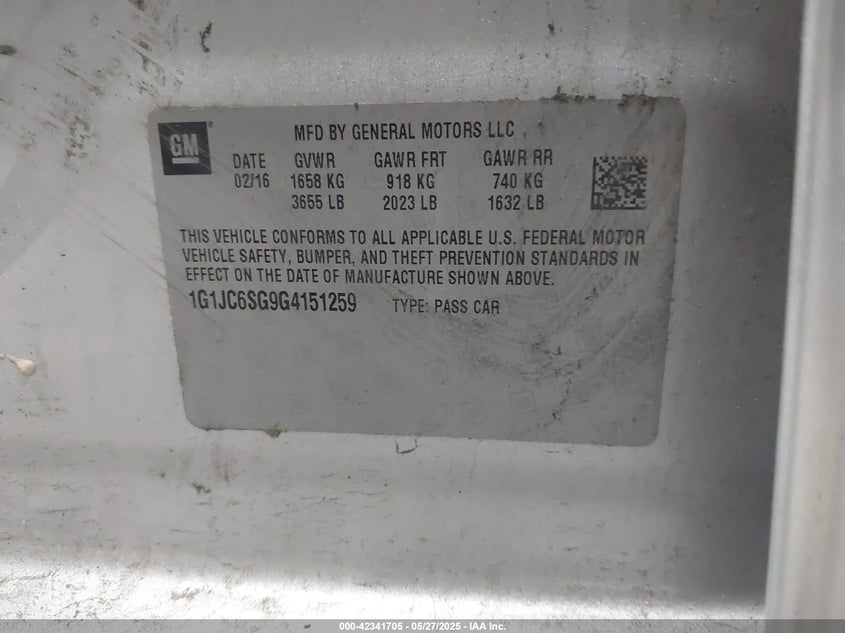 GM
MFD BY GENERAL MOTORS LLC
DATE GVWR GAWR FRT GAWR RR
02/16 1658 KG 918 KG 740 KG
3655 LB 2023 LB 1632 LB
THIS VEHICLE CONFORMS TO ALL APPLICABLE U.S. FEDERAL MOTOR
VEHICLE SAFETY, BUMPER, AND THEFT PREVENTION STANDARDS IN
EFFECT ON THE DATE OF MANUFACTURE SHOWN ABOVE.
1G1JC6SG9G4151259 TYPE: PASS CAR
000-42341705 - 05/27/2025 - IAA Inc.